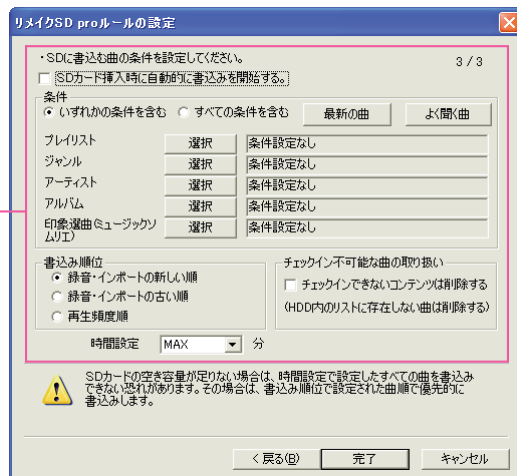 リメイクSD proルールの設定
・SDに書込む曲の条件を設定してください。
3 / 3
SDカード挿入時に自動的に書込みを開始する。
条件
いずれかの条件を含む すべての条件を含む 最新の曲 よく聞く曲
プレイリスト 選択 条件設定なし
ジャンル 選択 条件設定なし
アーティスト 選択 条件設定なし
アルバム 選択 条件設定なし
印象選曲(ミュージックソ
ムリエ) 選択 条件設定なし
書込み順位
録音・インポートの新しい順
録音・インポートの古い順
再生頻度順
チェックイン不可能な曲の取り扱い
チェックインできないコンテンツは削除する
(HDD内のリストに存在しない曲は削除する)
時間設定 MAX 分
SDカードの空き容量が足りない場合は、時間設定で設定したすべての曲を書込み
できない恐れがあります。その場合は、書込み順位で設定された曲順で優先的に
書込みします。
< 戻る(B) 完了 キャンセル